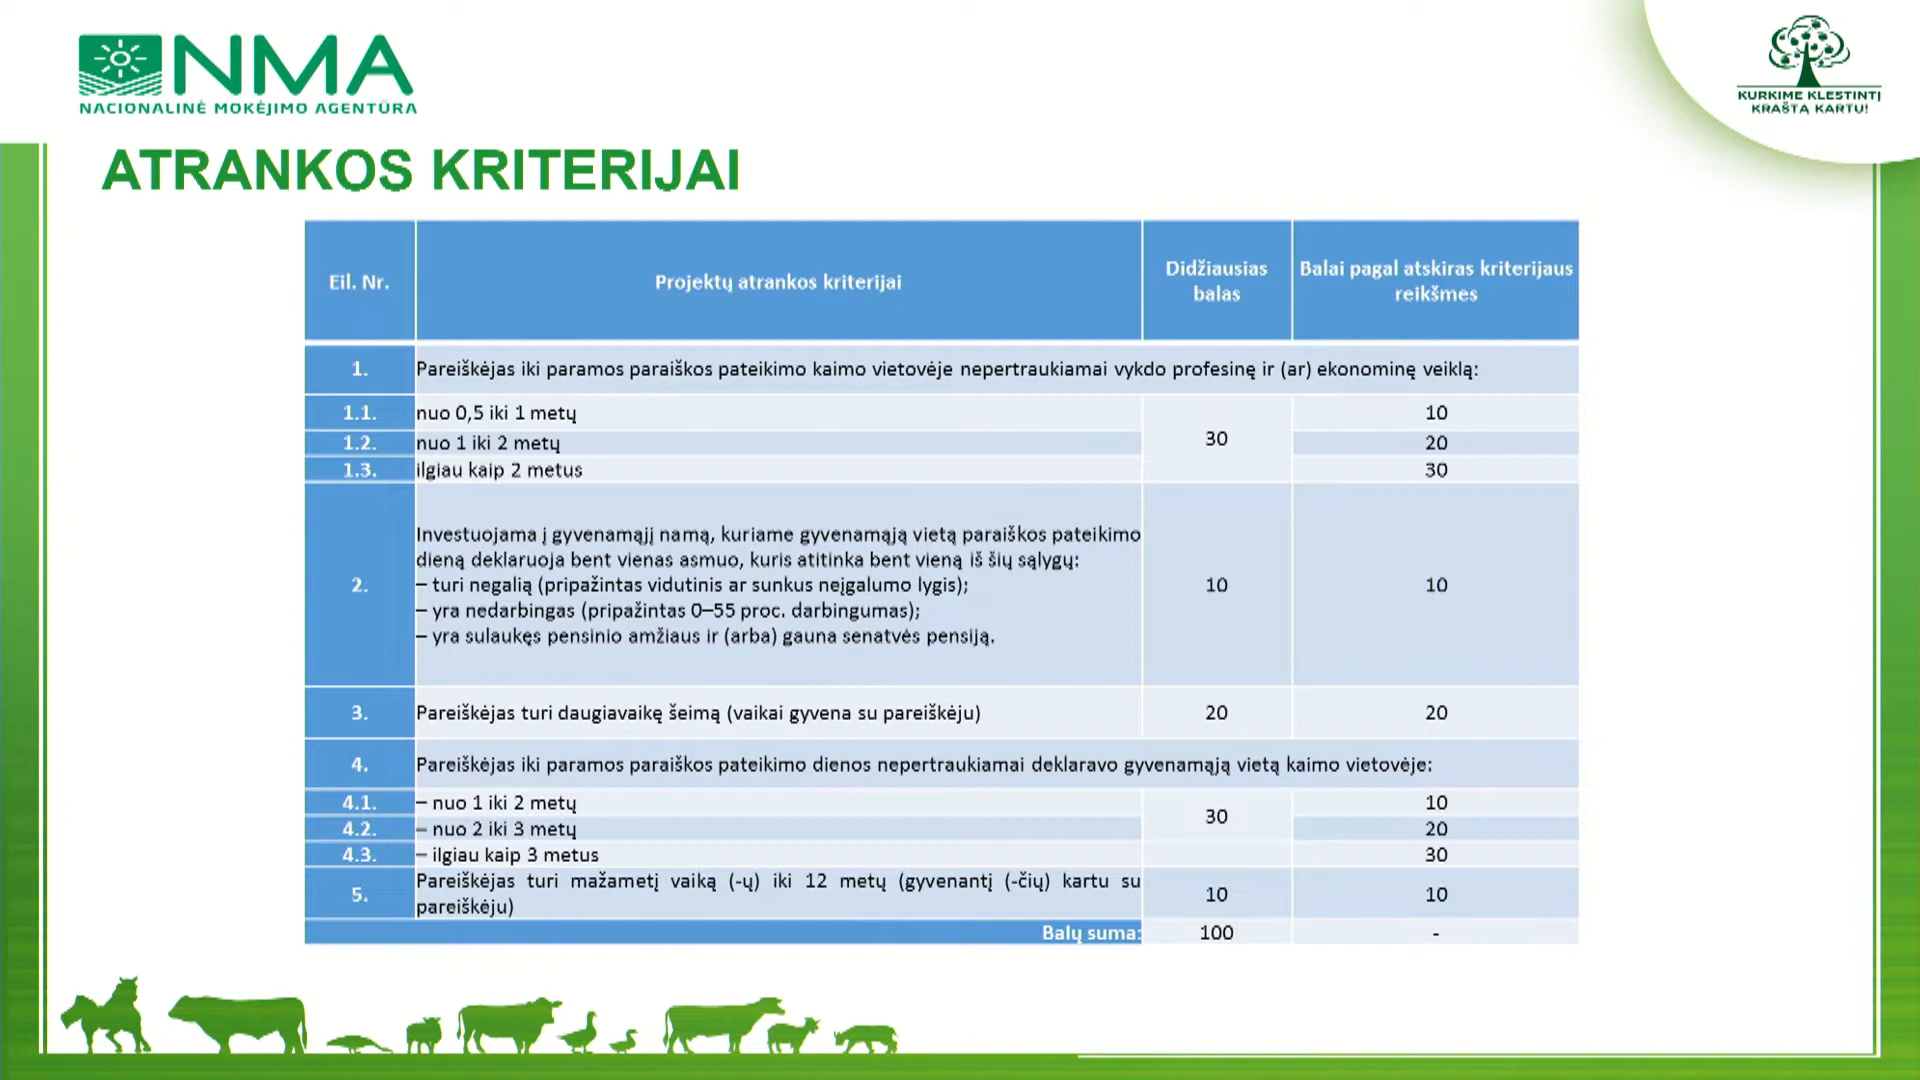 NMA
NACIONALINĖ MOKĖJIMO AGENTŪRA
KURKIME KLESTINTĮ
KRAŠTĄ KARTU!
ATRANKOS KRITERIJAI
Eil. Nr.
Projektų atrankos kriterijai
Didžiausias
balas
Balai pagal atskiras kriterijaus
reikšmes
1.
Pareiškėjas iki paramos paraiškos pateikimo kaimo vietovėje nepertraukiamai vykdo profesinę ir (ar) ekonominę veiklą:
1.1.
nuo 0,5 iki 1 metų
30
10
1.2.
nuo 1 iki 2 metų
20
1.3.
ilgiau kaip 2 metus
30
2.
Investuojama į gyvenamąjį namą, kuriame gyvenamąją vietą paraiškos pateikimo
dieną deklaruoja bent vienas asmuo, kuris atitinka bent vieną iš šių sąlygų:
– turi negalią (pripažintas vidutinis ar sunkus neįgalumo lygis);
– yra nedarbingas (pripažintas 0–55 proc. darbingumas);
– yra sulaukęs pensinio amžiaus ir (arba) gauna senatvės pensiją.
10
10
3.
Pareiškėjas turi daugiavaikę šeimą (vaikai gyvena su pareiškėju)
20
20
4.
Pareiškėjas iki paramos paraiškos pateikimo dienos nepertraukiamai deklaravo gyvenamąją vietą kaimo vietovėje:
4.1.
– nuo 1 iki 2 metų
30
10
4.2.
– nuo 2 iki 3 metų
20
4.3.
– ilgiau kaip 3 metus
30
5.
Pareiškėjas turi mažametį vaiką (-ų) iki 12 metų (gyvenantį (-čių) kartu su
pareiškėju)
10
10
Balų suma:
100
-